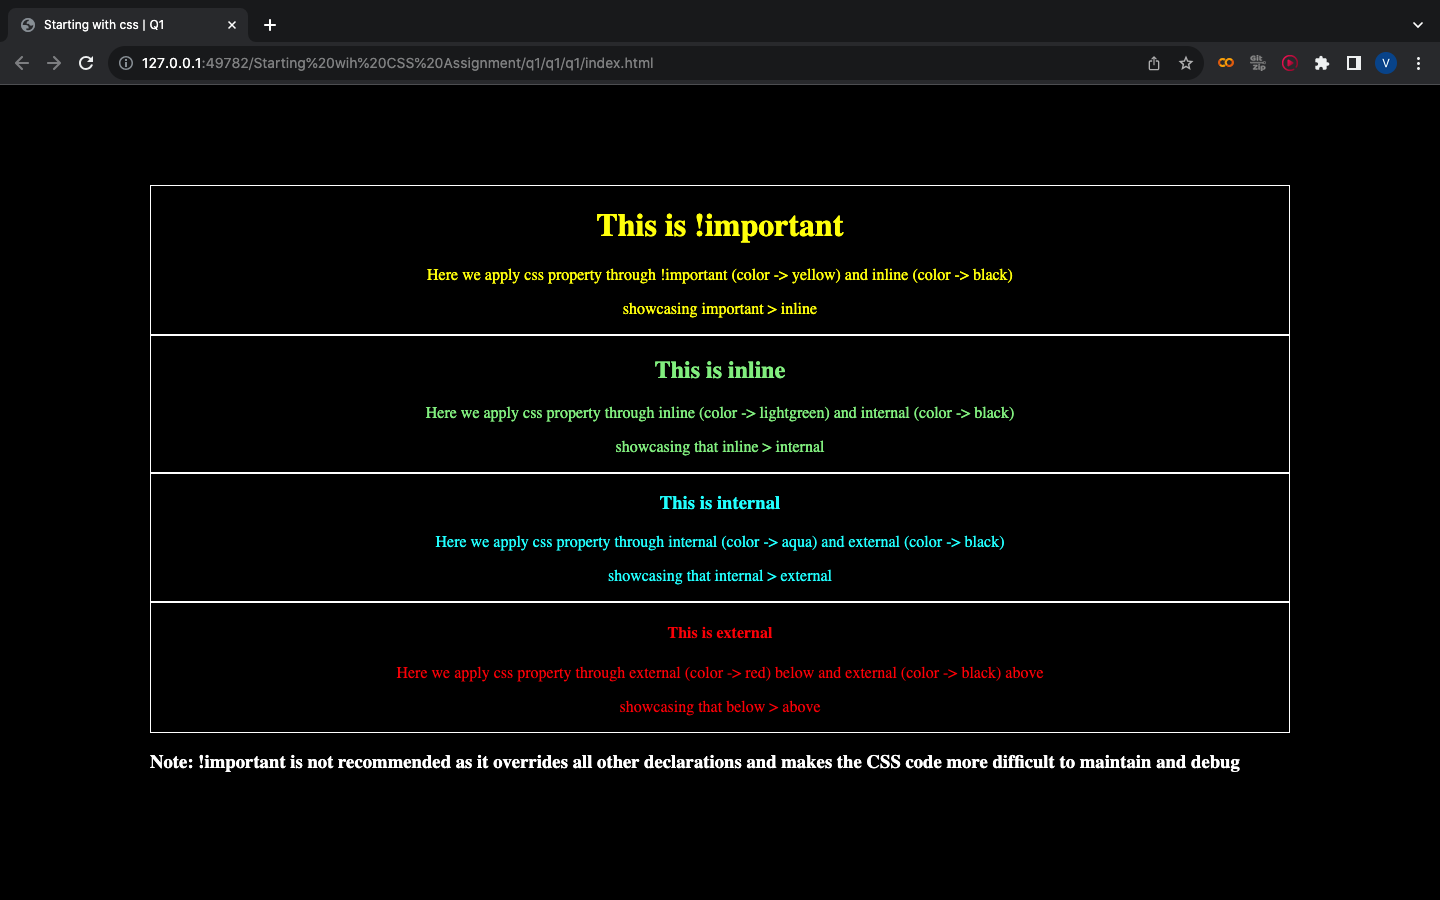 Starting with css | Q1
127.0.0.1:49782/Starting%20wih%20CSS%20Assignment/q1/q1/q1/index.html
Git
Zip
V
This is !important
Here we apply css property through !important (color -> yellow) and inline (color -> black)
showcasing important > inline
This is inline
Here we apply css property through inline (color -> lightgreen) and internal (color -> black)
showcasing that inline > internal
This is internal
Here we apply css property through internal (color -> aqua) and external (color -> black)
showcasing that internal > external
This is external
Here we apply css property through external (color -> red) below and external (color -> black) above
showcasing that below > above
Note: !important is not recommended as it overrides all other declarations and makes the CSS code more difficult to maintain and debug